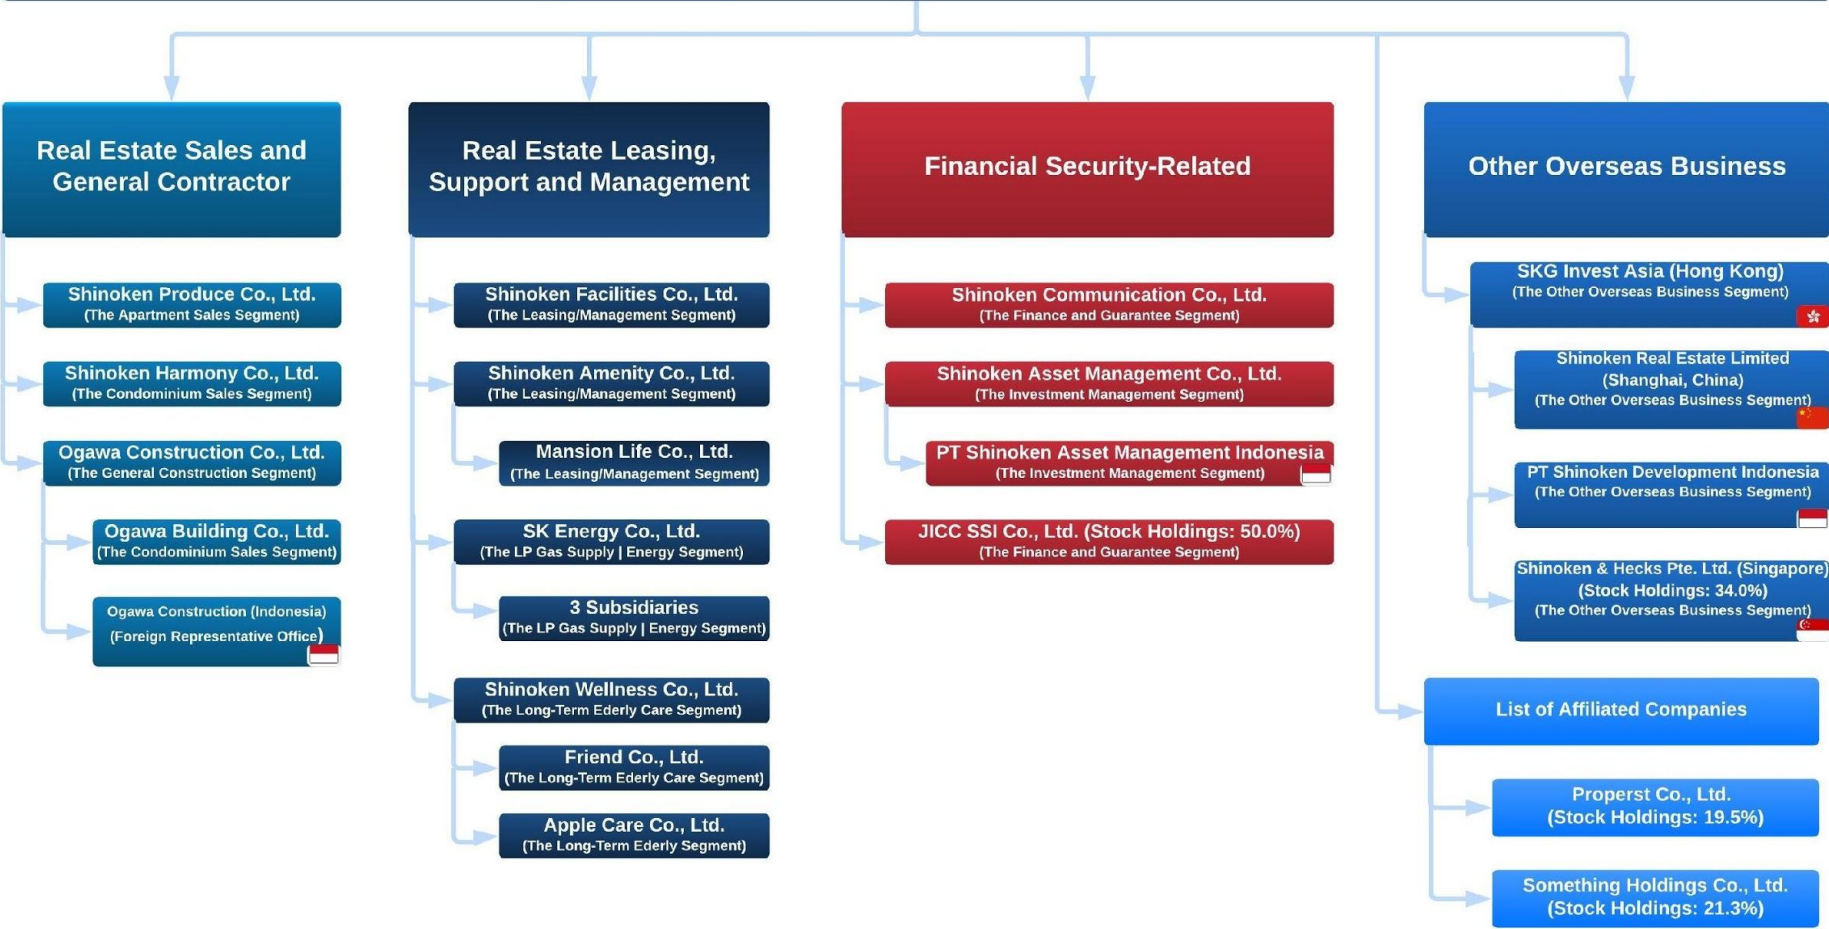 Real Estate Sales and
General Contractor
Shinoken Produce Co., Ltd.
(The Apartment Sales Segment)
Shinoken Harmony Co., Ltd.
(The Condominium Sales Segment)
Ogawa Construction Co., Ltd.
(The General Construction Segment)
Ogawa Building Co., Ltd.
(The Condominium Sales Segment)
Ogawa Construction (Indonesia)
(Foreign Representative Office)
Real Estate Leasing,
Support and Management
Shinoken Facilities Co., Ltd.
(The Leasing/Management Segment)
Shinoken Amenity Co., Ltd.
(The Leasing/Management Segment)
Mansion Life Co., Ltd.
(The Leasing/Management Segment)
SK Energy Co., Ltd.
(The LP Gas Supply | Energy Segment)
3 Subsidiaries
(The LP Gas Supply | Energy Segment)
Shinoken Wellness Co., Ltd.
(The Long-Term Ederly Care Segment)
Friend Co., Ltd.
(The Long-Term Ederly Care Segment)
Apple Care Co., Ltd.
(The Long-Term Ederly Segment)
Financial Security-Related
Shinoken Communication Co., Ltd.
(The Finance and Guarantee Segment)
Shinoken Asset Management Co., Ltd.
(The Investment Management Segment)
PT Shinoken Asset Management Indonesia
(The Investment Management Segment)
JICC SSI Co., Ltd. (Stock Holdings: 50.0%)
(The Finance and Guarantee Segment)
Other Overseas Business
SKG Invest Asia (Hong Kong)
(The Other Overseas Business Segment)
Shinoken Real Estate Limited
(Shanghai, China)
(The Other Overseas Business Segment)
PT Shinoken Development Indonesia
(The Other Overseas Business Segment)
Shinoken & Hecks Pte. Ltd. (Singapore)
(Stock Holdings: 34.0%)
(The Other Overseas Business Segment)
List of Affiliated Companies
Properst Co., Ltd.
(Stock Holdings: 19.5%)
Something Holdings Co., Ltd.
(Stock Holdings: 21.3%)